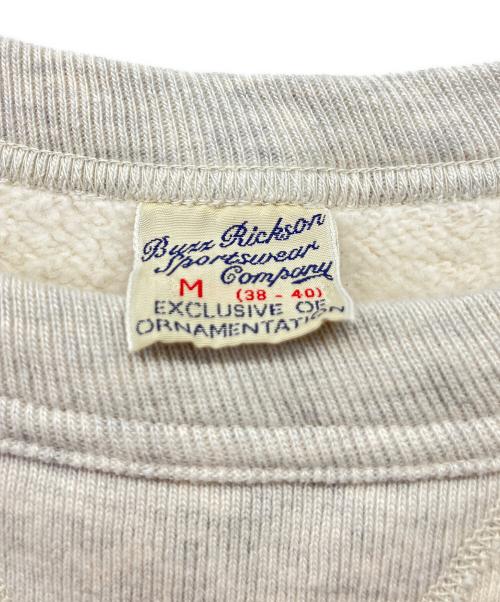 Buzz Rickson
Sportswear
Company
M (38 - 40)
EXCLUSIVE OF
ORNAMENTATION